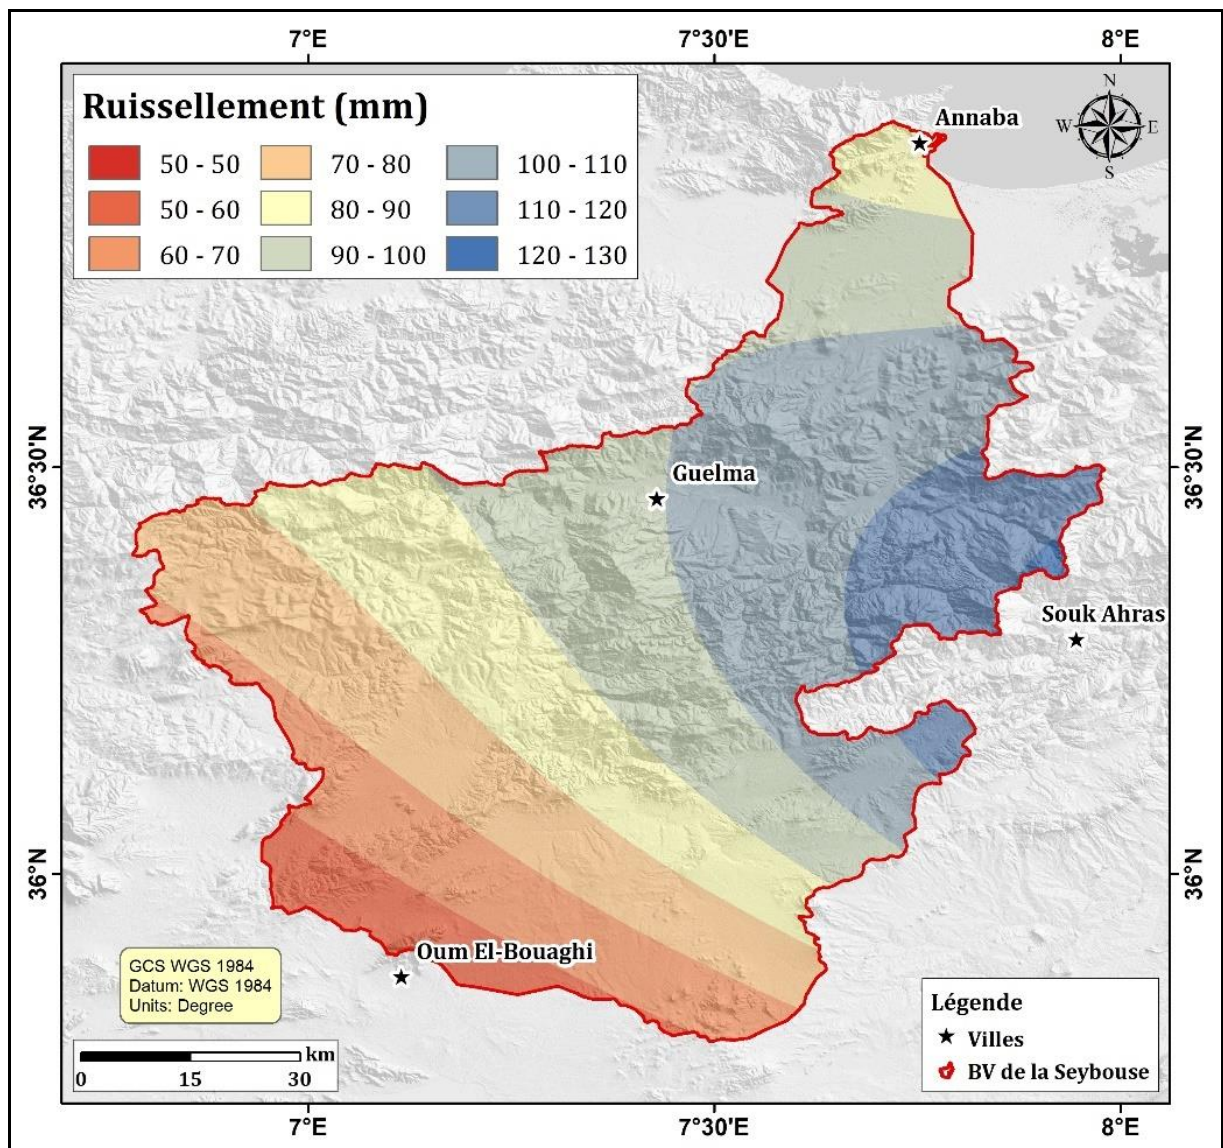 7°E
7°30'E
8°E
Ruissellement (mm)
50 - 50
70 - 80
100 - 110
50 - 60
80 - 90
110 - 120
60 - 70
90 - 100
120 - 130
N
W
E
S
Annaba
36°30'N
36°30'N
Guelma
Souk Ahras
36°N
36°N
Oum El-Bouaghi
GCS WGS 1984
Datum: WGS 1984
Units: Degree
km
0
15
30
Légende
Villes
BV de la Seybouse
7°E
7°30'E
8°E